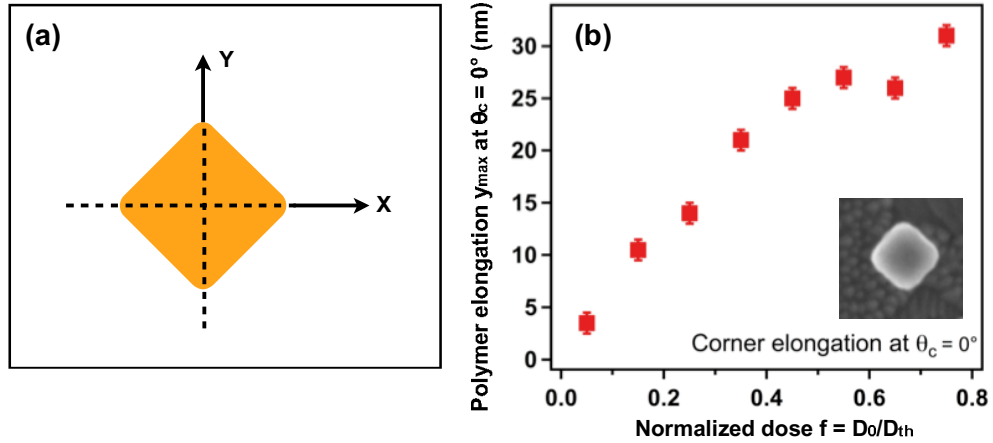 (a)
Y
X
(b)
Polymer elongation ymax at θc = 0° (nm)
30
25
20
15
10
5
0
Corner elongation at θc = 0°
0.0 0.2 0.4 0.6 0.8
Normalized dose f = D0/Dth